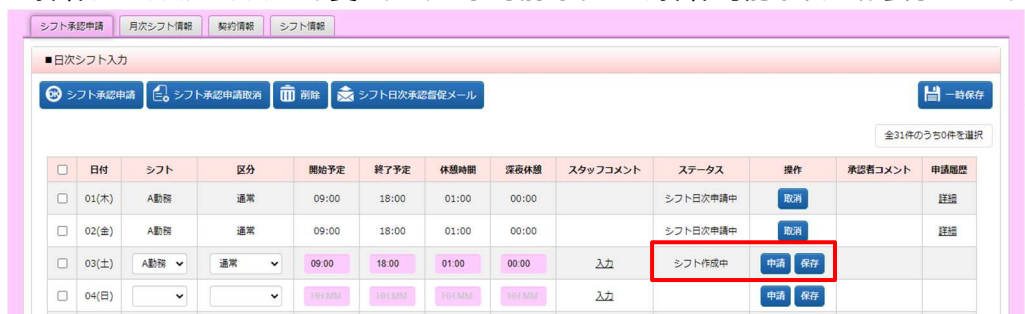 シフト承認申請 月次シフト情報 契約情報 シフト情報
■日次シフト入力
OK シフト承認申請 シフト承認申請取消 削除 シフト日次承認督促メール 一時保存
全31件のうち0件を選択
日付 シフト 区分 開始予定 終了予定 休憩時間 深夜休憩 スタッフコメント ステータス 操作 承認者コメント 申請履歴
01(木) A勤務 通常 09:00 18:00 01:00 00:00 シフト日次申請中 取消 詳細
02(金) A勤務 通常 09:00 18:00 01:00 00:00 シフト日次申請中 取消 詳細
03(土) A勤務 通常 09:00 18:00 01:00 00:00 入力 シフト作成中 申請 保存
04(日) HH:MM HH:MM HH:MM HH:MM 入力 申請 保存